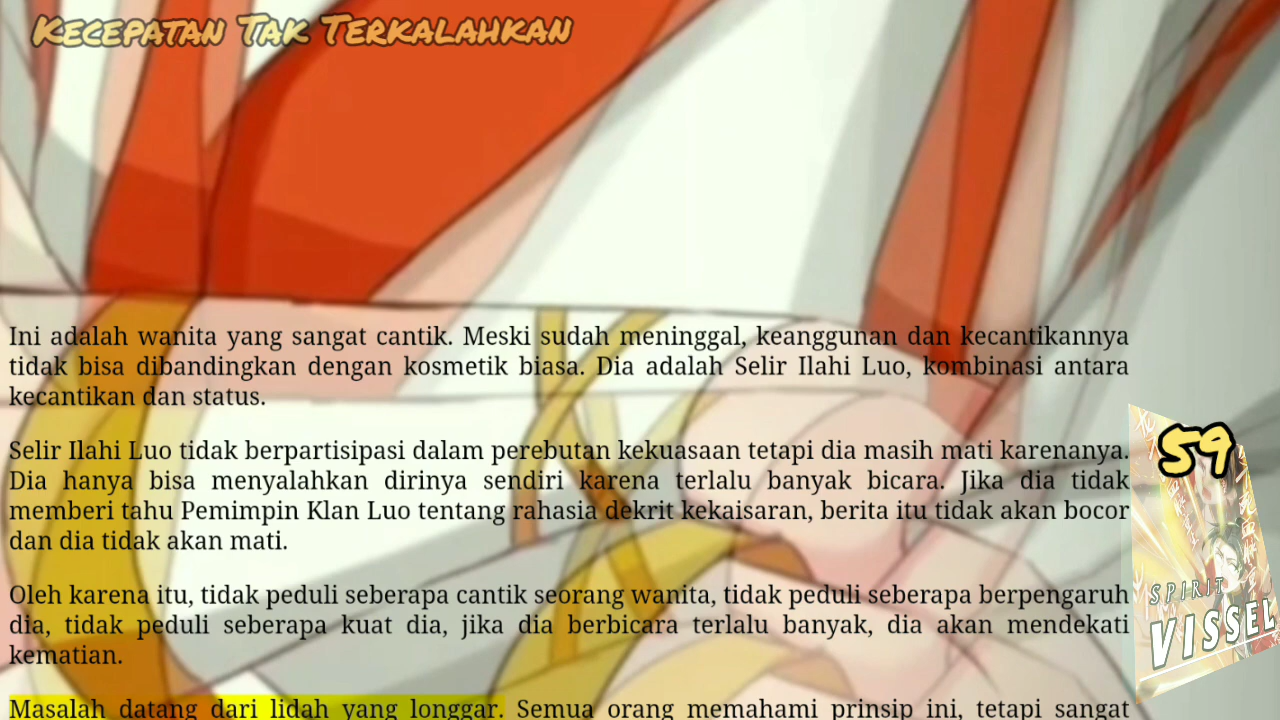 Kecepatan Tak Terkalahkan
Ini adalah wanita yang sangat cantik. Meski sudah meninggal, keanggunan dan kecantikannya
tidak bisa dibandingkan dengan kosmetik biasa. Dia adalah Selir Ilahi Luo, kombinasi antara
kecantikan dan status.
Selir Ilahi Luo tidak berpartisipasi dalam perebutan kekuasaan tetapi dia masih mati karenanya.
Dia hanya bisa menyalahkan dirinya sendiri karena terlalu banyak bicara. Jika dia tidak
memberi tahu Pemimpin Klan Luo tentang rahasia dekrit kekaisaran, berita itu tidak akan bocor
dan dia tidak akan mati.
59
Oleh karena itu, tidak peduli seberapa cantik seorang wanita, tidak peduli seberapa berpengaruh
dia, tidak peduli seberapa kuat dia, jika dia berbicara terlalu banyak, dia akan mendekati
kematian.
SPIRIT
VISSEL
Masalah datang dari lidah yang longgar. Semua orang memahami prinsip ini, tetapi sangat